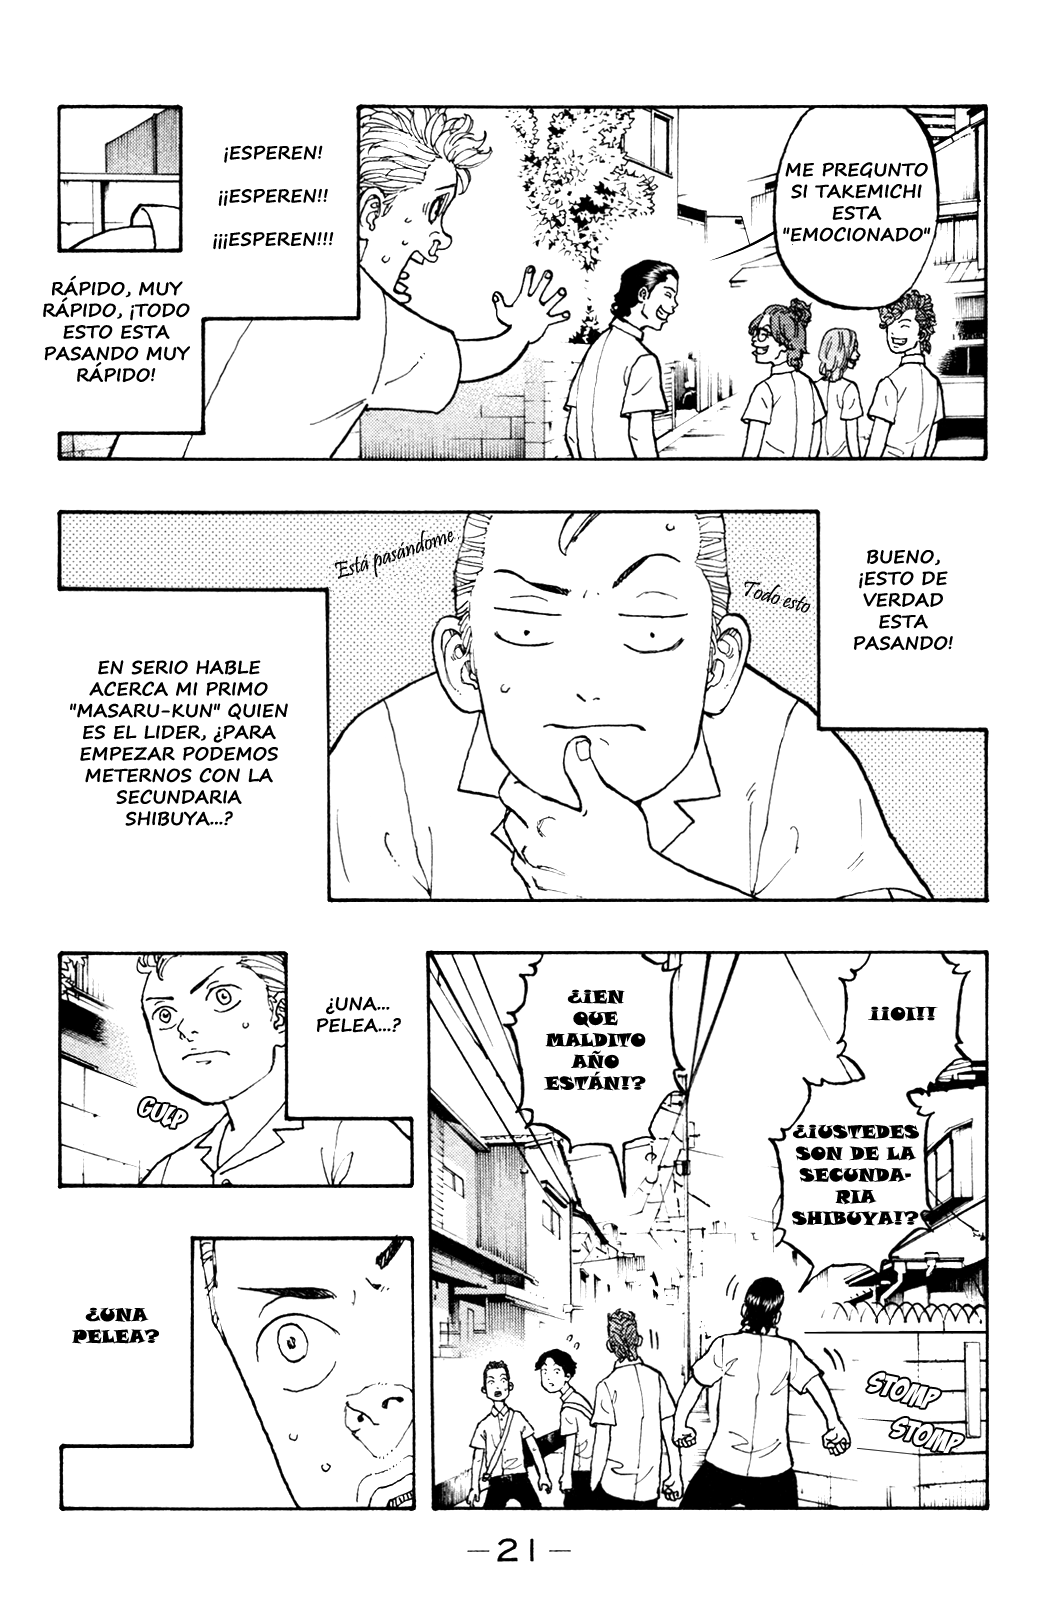 ME PREGUNTO
SI TAKEMICHI
ESTA
"EMOCIONADO"
¡ESPEREN!
¡¡ESPEREN!!
¡¡¡ESPEREN!!!
RÁPIDO, MUY
RÁPIDO, ¡TODO
ESTO ESTA
PASANDO MUY
RÁPIDO!
BUENO,
¡ESTO DE
VERDAD
ESTA
PASANDO!
Todo esto
Está pasándome
EN SERIO HABLE
ACERCA MI PRIMO
"MASARU-KUN" QUIEN
ES EL LIDER, ¿PARA
EMPEZAR PODEMOS
METERNOS CON LA
SECUNDARIA
SHIBUYA...?
¡¡OI!!
¿¡USTEDES
SON DE LA
SECUNDA-
RIA
SHIBUYA!?
¿¡EN
QUE
MALDITO
AÑO
ESTÁN!?
STOMP
STOMP
¿UNA...
PELEA...?
GULP
¿UNA
PELEA?
—21—